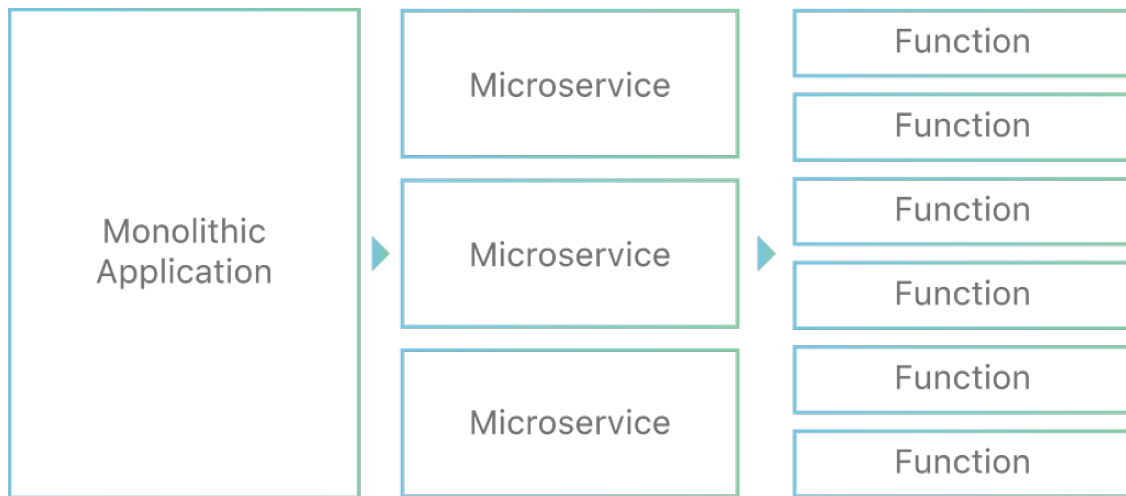 Monolithic
Application
Microservice
Microservice
Microservice
Function
Function
Function
Function
Function
Function